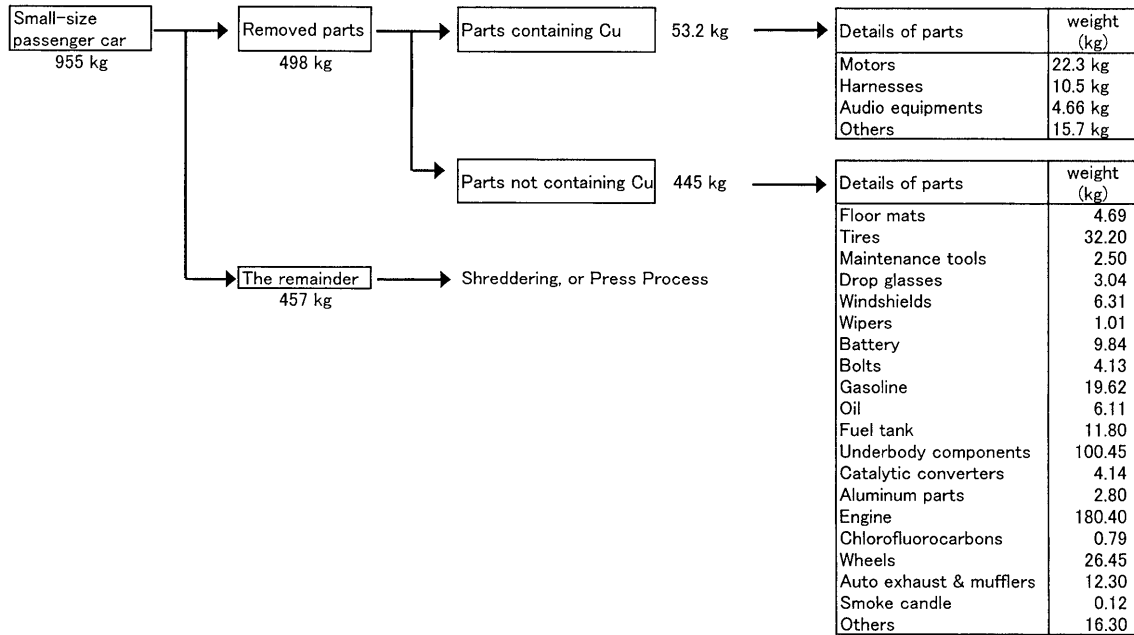 Small-size
passenger car
955 kg
Removed parts
498 kg
Parts containing Cu
53.2 kg
Details of parts weight
(kg)
Motors 22.3 kg
Harnesses 10.5 kg
Audio equipments 4.66 kg
Others 15.7 kg
Parts not containing Cu
445 kg
Details of parts weight
(kg)
Floor mats 4.69
Tires 32.20
Maintenance tools 2.50
Drop glasses 3.04
Windshields 6.31
Wipers 1.01
Battery 9.84
Bolts 4.13
Gasoline 19.62
Oil 6.11
Fuel tank 11.80
Underbody components 100.45
Catalytic converters 4.14
Aluminum parts 2.80
Engine 180.40
Chlorofluorocarbons 0.79
Wheels 26.45
Auto exhaust & mufflers 12.30
Smoke candle 0.12
Others 16.30
The remainder
457 kg
Shreddering, or Press Process